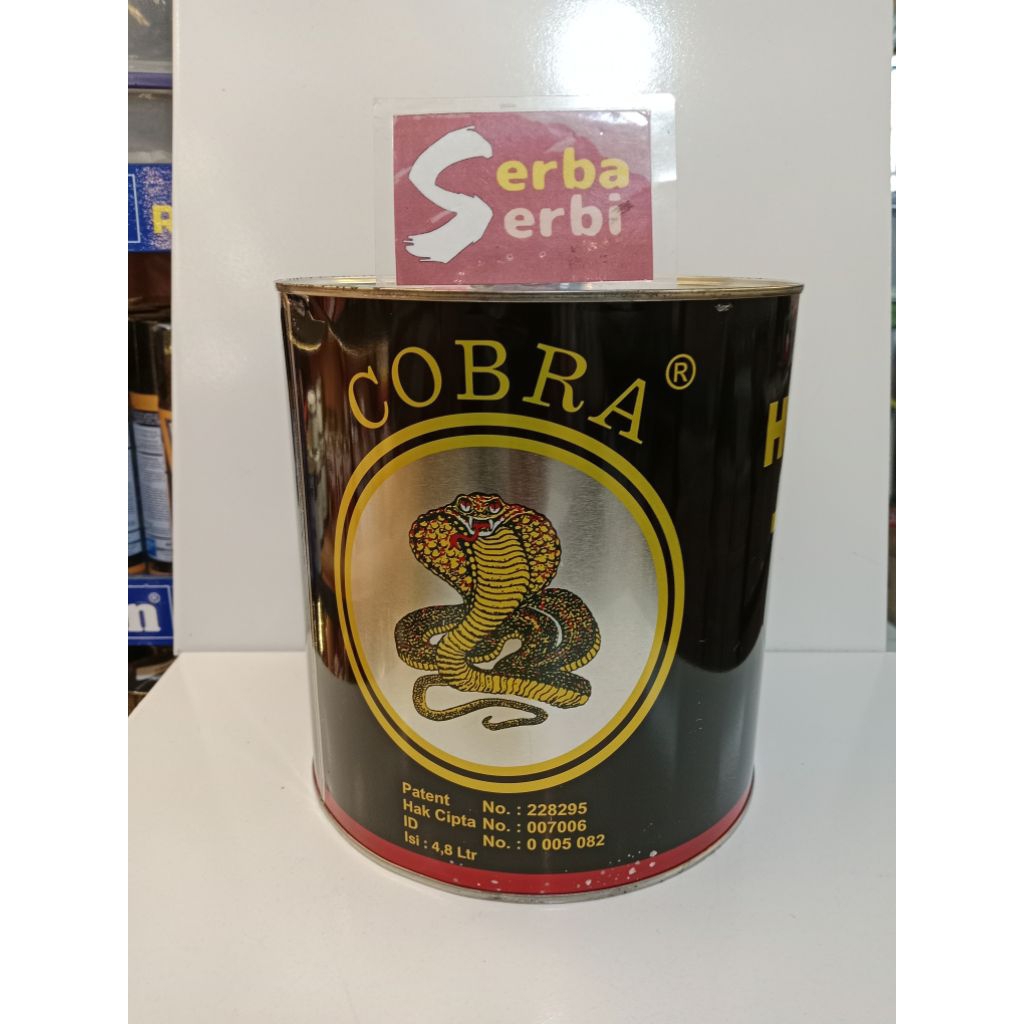 Serba
Serbi
COBRA ®
H
Patent No. : 228295
Hak Cipta No. : 007006
ID No. : 0 005 082
Isi : 4,8 Ltr
R
n